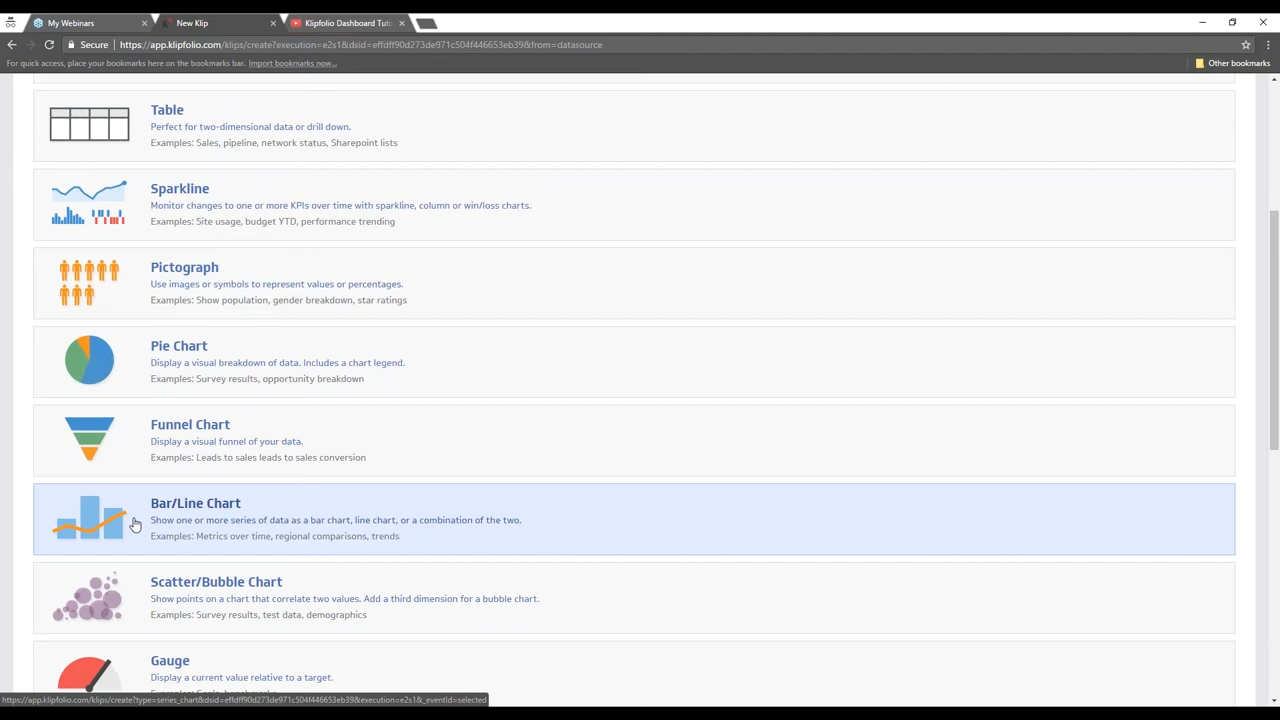 My Webinars
New Klip
Klipfolio Dashboard Tuto
Secure
https://app.klipfolio.com/klips/create?execution=e2s1&dsid=effdff90d273de971c504f446653eb39&from=datasource
For quick access, place your bookmarks here on the bookmarks bar. Import bookmarks now...
Other bookmarks
Table
Perfect for two-dimensional data or drill down.
Examples: Sales, pipeline, network status, Sharepoint lists
Sparkline
Monitor changes to one or more KPIs over time with sparkline, column or win/loss charts.
Examples: Site usage, budget YTD, performance trending
Pictograph
Use images or symbols to represent values or percentages.
Examples: Show population, gender breakdown, star ratings
Pie Chart
Display a visual breakdown of data. Includes a chart legend.
Examples: Survey results, opportunity breakdown
Funnel Chart
Display a visual funnel of your data.
Examples: Leads to sales leads to sales conversion
Bar/Line Chart
Show one or more series of data as a bar chart, line chart, or a combination of the two.
Examples: Metrics over time, regional comparisons, trends
Scatter/Bubble Chart
Show points on a chart that correlate two values. Add a third dimension for a bubble chart.
Examples: Survey results, test data, demographics
Gauge
Display a current value relative to a target.
https://app.klipfolio.com/klips/create?type=series_chart&dsid=effdff90d273de971c504f446653eb39&execution=e2s1&_eventId=selected